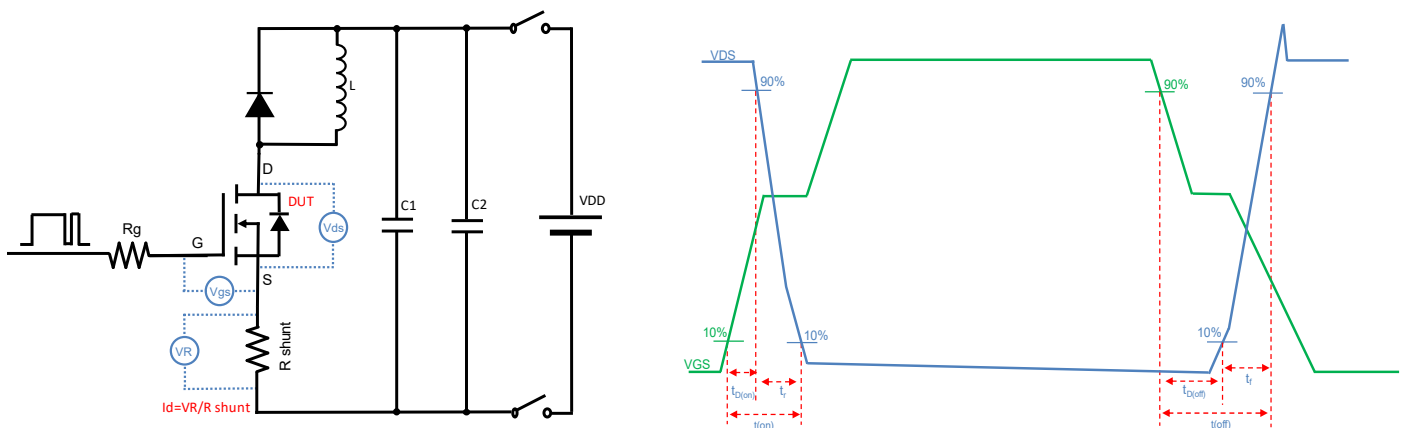 L
D
DUT
Vds
C1
C2
VDD
Rg
G
S
Vgs
VR
R shunt
Id=VR/R shunt
VDS
90%
90%
90%
10%
10%
10%
VGS
tD(on)
tr
t(on)
tD(off)
tf
t(off)